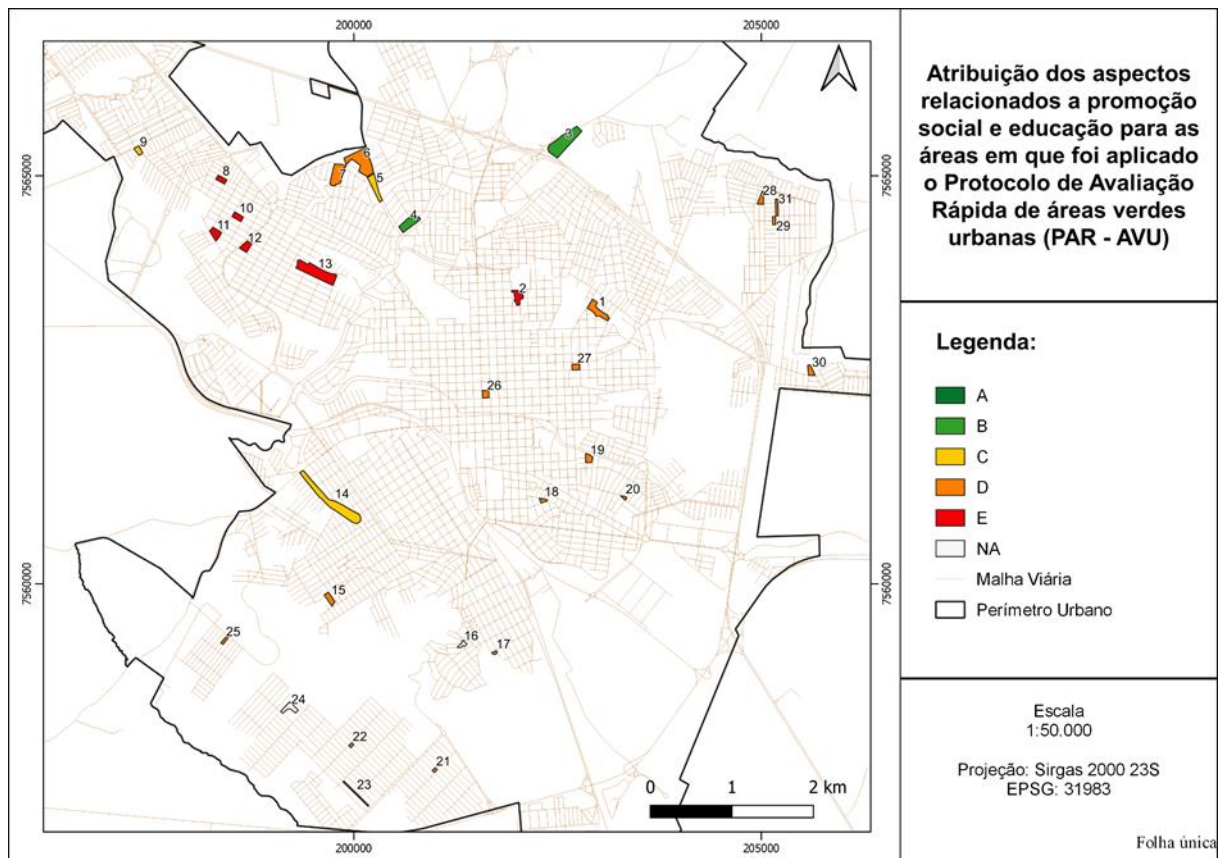 200000
205000
7565000
7565000
7560000
7560000
200000
205000
9
8
10
11
12
13
7
6
5
4
3
2
1
28
31
29
27
30
26
19
18
20
14
15
16
17
25
24
22
21
23
0 1 2 km
Atribuição dos aspectos
relacionados a promoção
social e educação para as
áreas em que foi aplicado
o Protocolo de Avaliação
Rápida de áreas verdes
urbanas (PAR - AVU)
Legenda:
A
B
C
D
E
NA
Malha Viária
Perímetro Urbano
Escala
1:50.000
Projeção: Sirgas 2000 23S
EPSG: 31983
Folha única